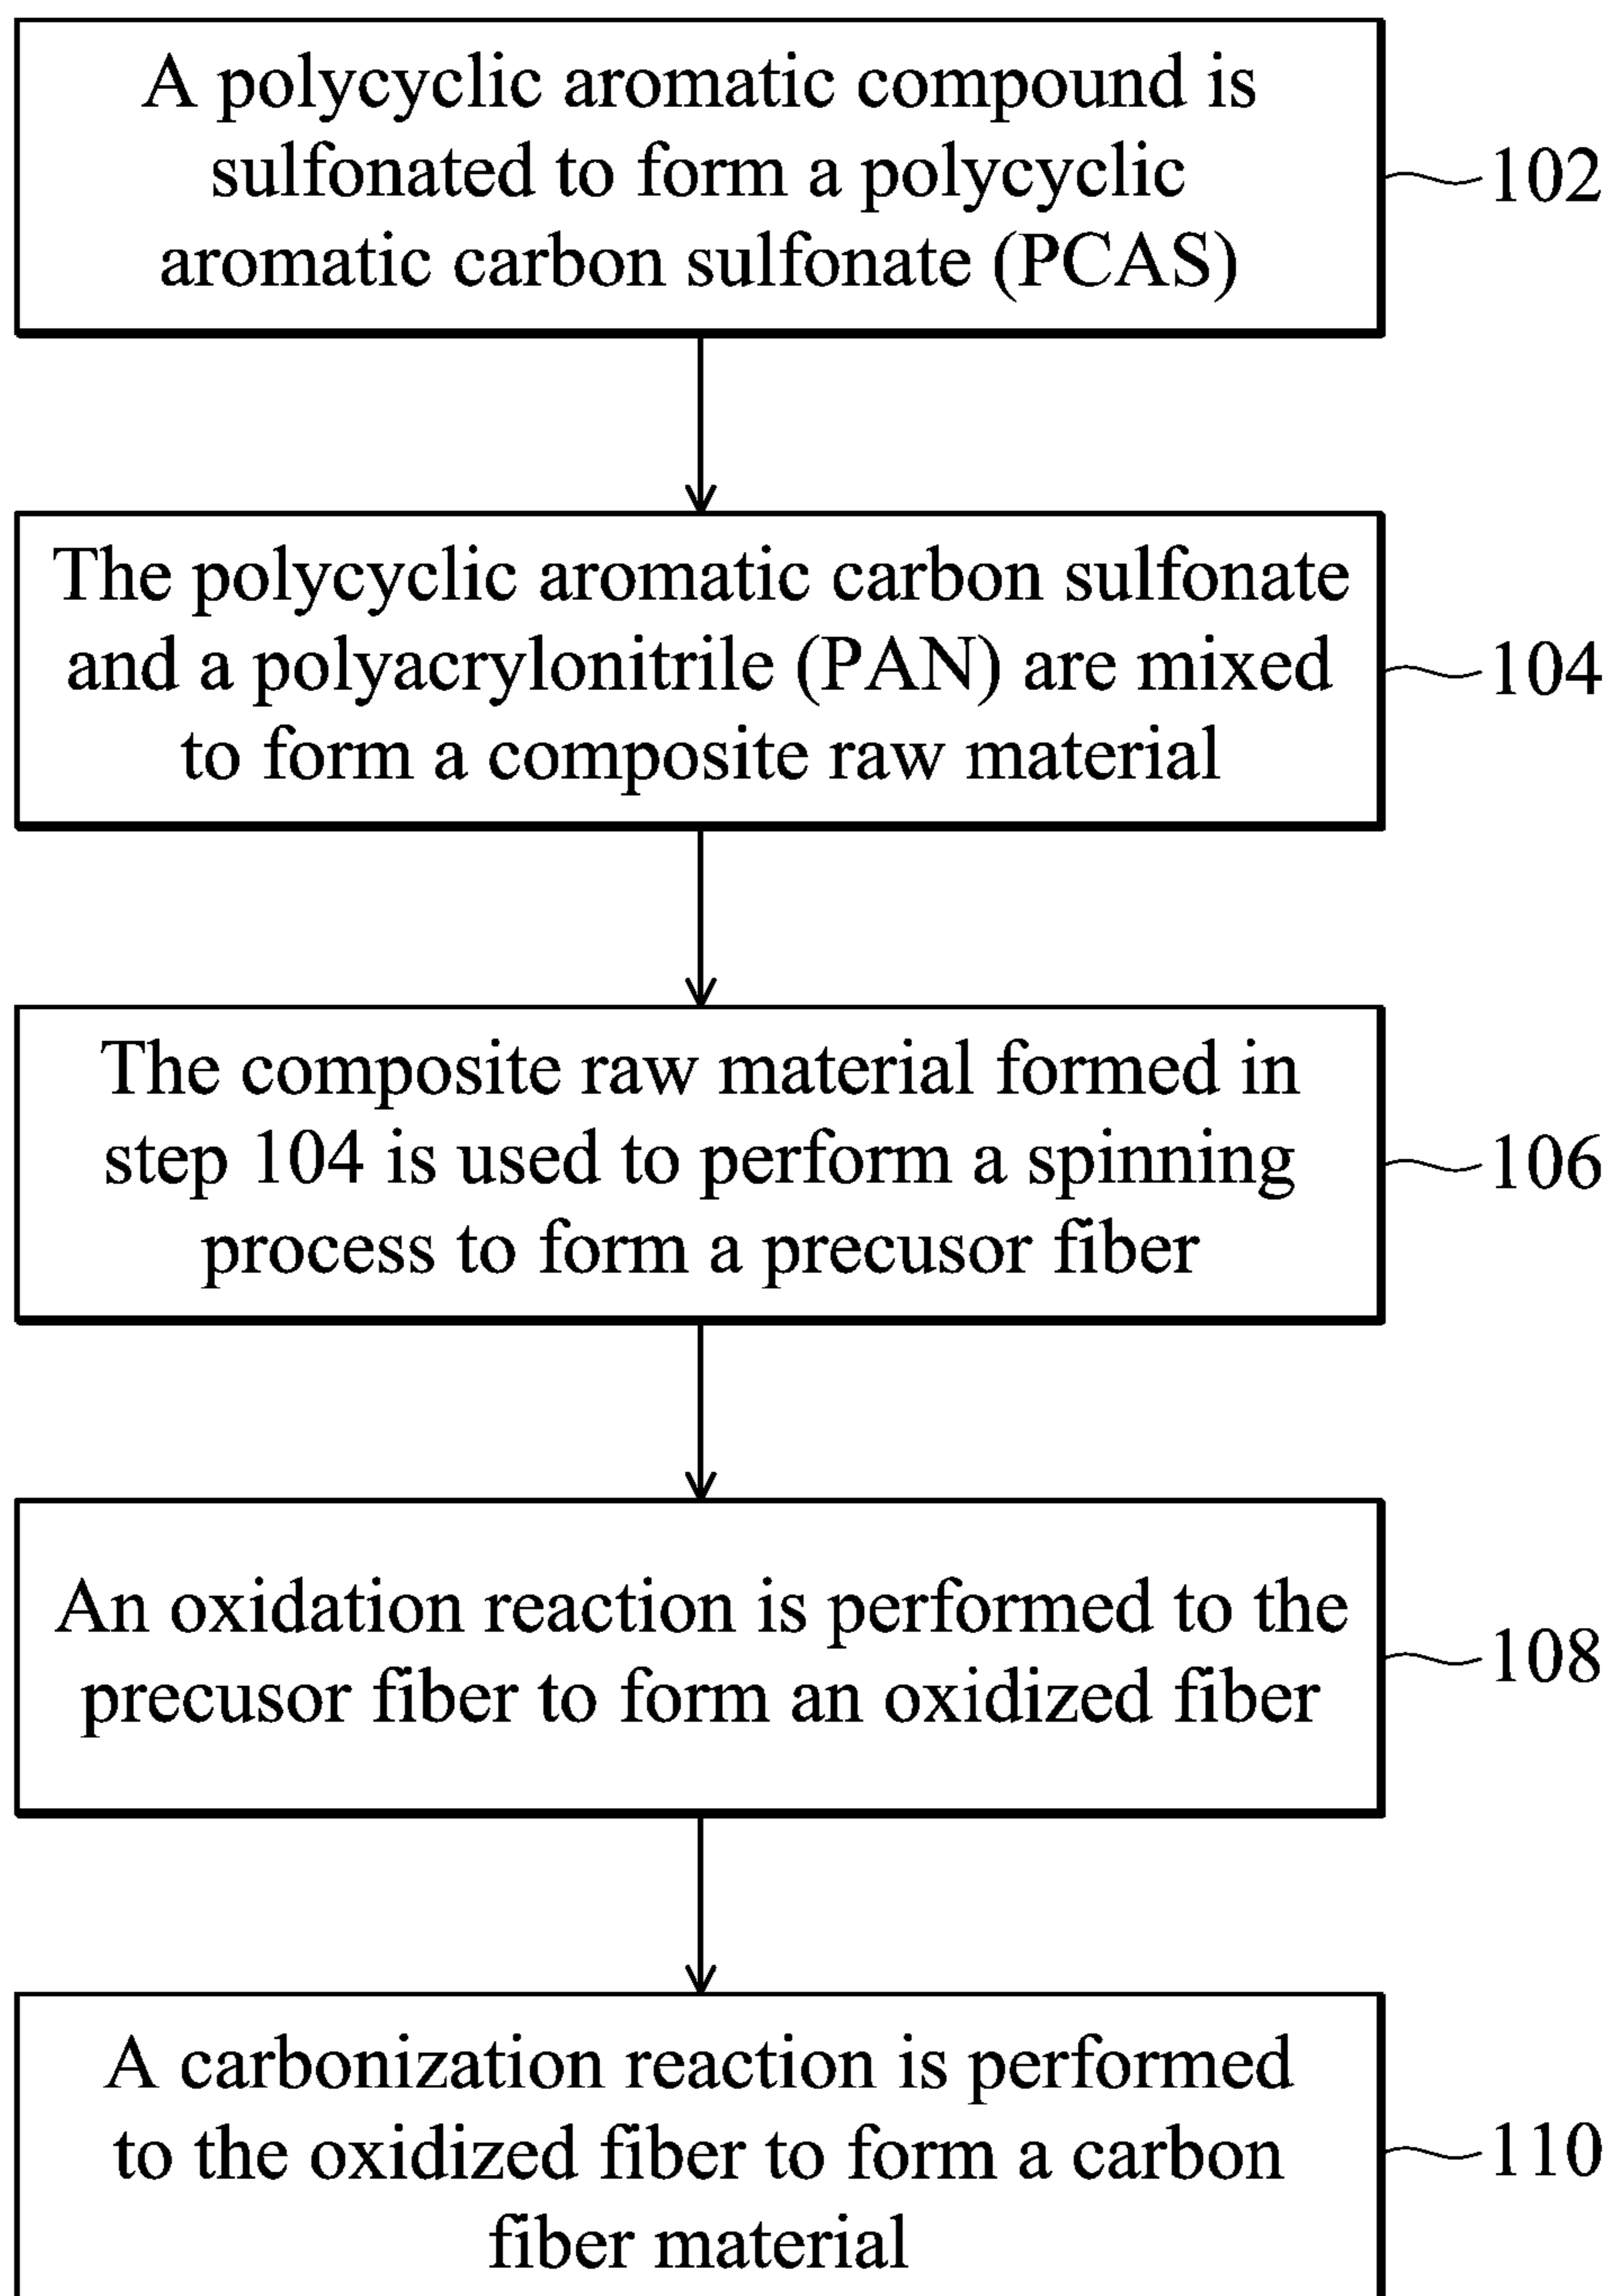 A polycyclic aromatic compound is
sulfonated to form a polycyclic
aromatic carbon sulfonate (PCAS)
102
The polycyclic aromatic carbon sulfonate
and a polyacrylonitrile (PAN) are mixed
to form a composite raw material
104
The composite raw material formed in
step 104 is used to perform a spinning
process to form a precusor fiber
106
An oxidation reaction is performed to the
precusor fiber to form an oxidized fiber
108
A carbonization reaction is performed
to the oxidized fiber to form a carbon
fiber material
110